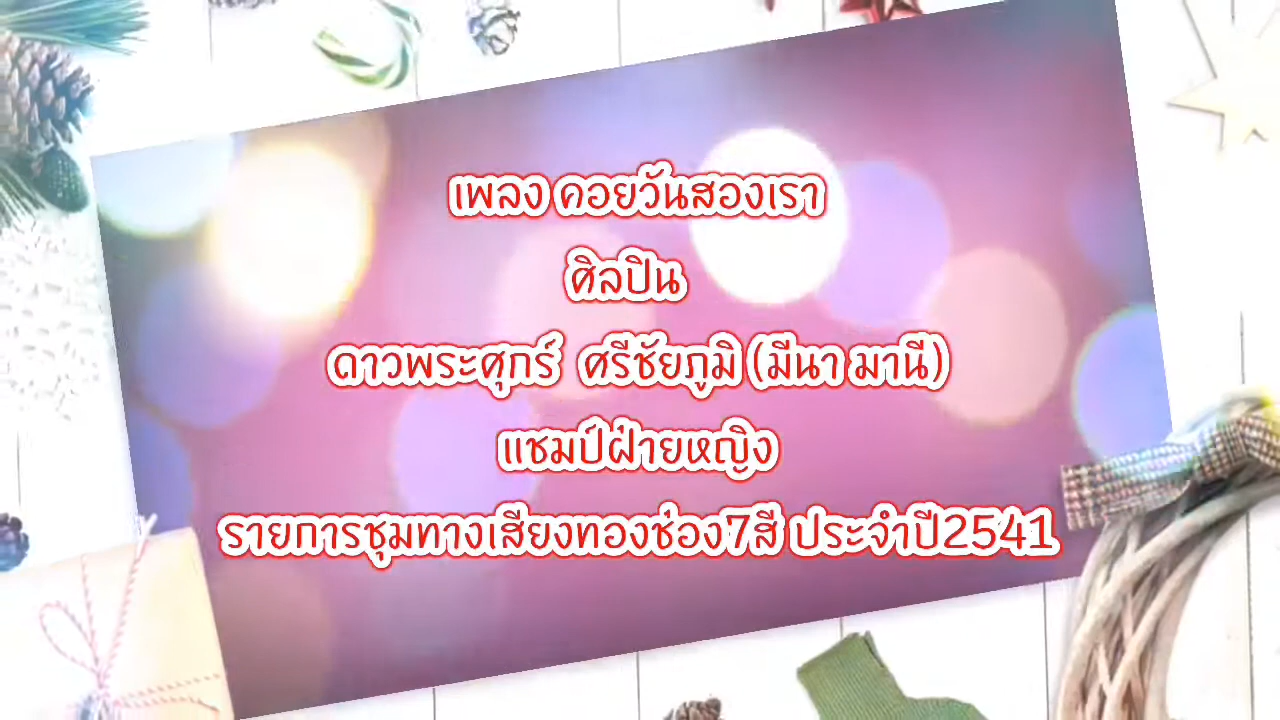 เพลง คอยวันสองเรา
ศิลปิน
ดาวพระศุกร์ ศรีชัยภูมิ (มีนา มานี)
แชมป์ฝ่ายหญิง
รายการชุมทางเสียงทองช่อง7สี ประจำปี2541